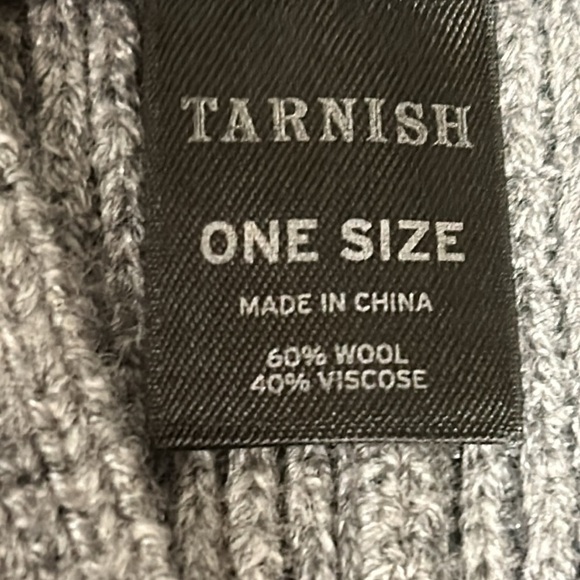 TARNISH
ONE SIZE
MADE IN CHINA
60% WOOL
40% VISCOSE